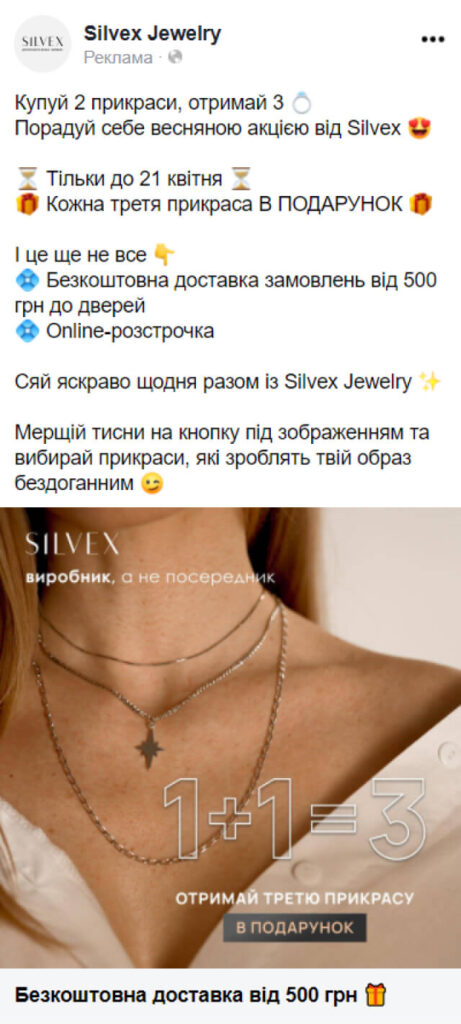 SILVEX
Silvex Jewelry
Реклама ·
Купуй 2 прикраси, отримай 3 💍
Порадуй себе весняною акцією від Silvex 😍
⏳ Тільки до 21 квітня ⏳
🎁 Кожна третя прикраса В ПОДАРУНОК 🎁
І це ще не все 👇
💠 Безкоштовна доставка замовлень від 500
грн до дверей
💠 Online-розстрочка
Сяй яскраво щодня разом із Silvex Jewelry ✨
Мерщій тисни на кнопку під зображенням та
вибирай прикраси, які зроблять твій образ
бездоганним 😉
SILVEX
виробник, а не посередник
1+1=3
ОТРИМАЙ ТРЕТЮ ПРИКРАСУ
В ПОДАРУНОК
Безкоштовна доставка від 500 грн 🎁